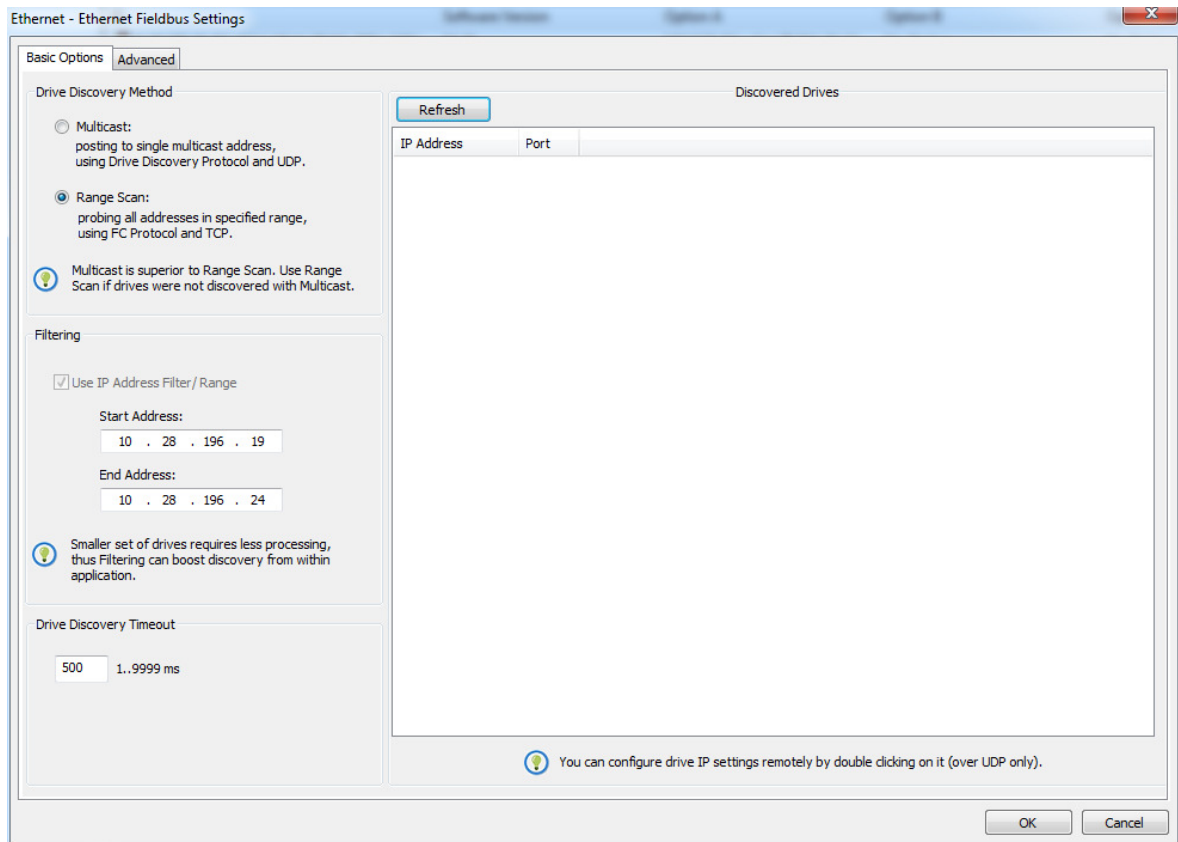 Ethernet - Ethernet Fieldbus Settings
Software Version Option A Option B
Basic Options Advanced
Drive Discovery Method
Multicast:
posting to single multicast address,
using Drive Discovery Protocol and UDP.
Range Scan:
probing all addresses in specified range,
using FC Protocol and TCP.
Multicast is superior to Range Scan. Use Range
Scan if drives were not discovered with Multicast.
Filtering
Use IP Address Filter/Range
Start Address:
10 . 28 . 196 . 19
End Address:
10 . 28 . 196 . 24
Smaller set of drives requires less processing,
thus Filtering can boost discovery from within
application.
Drive Discovery Timeout
500 1..9999 ms
Discovered Drives
Refresh
IP Address Port
You can configure drive IP settings remotely by double clicking on it (over UDP only).
OK Cancel